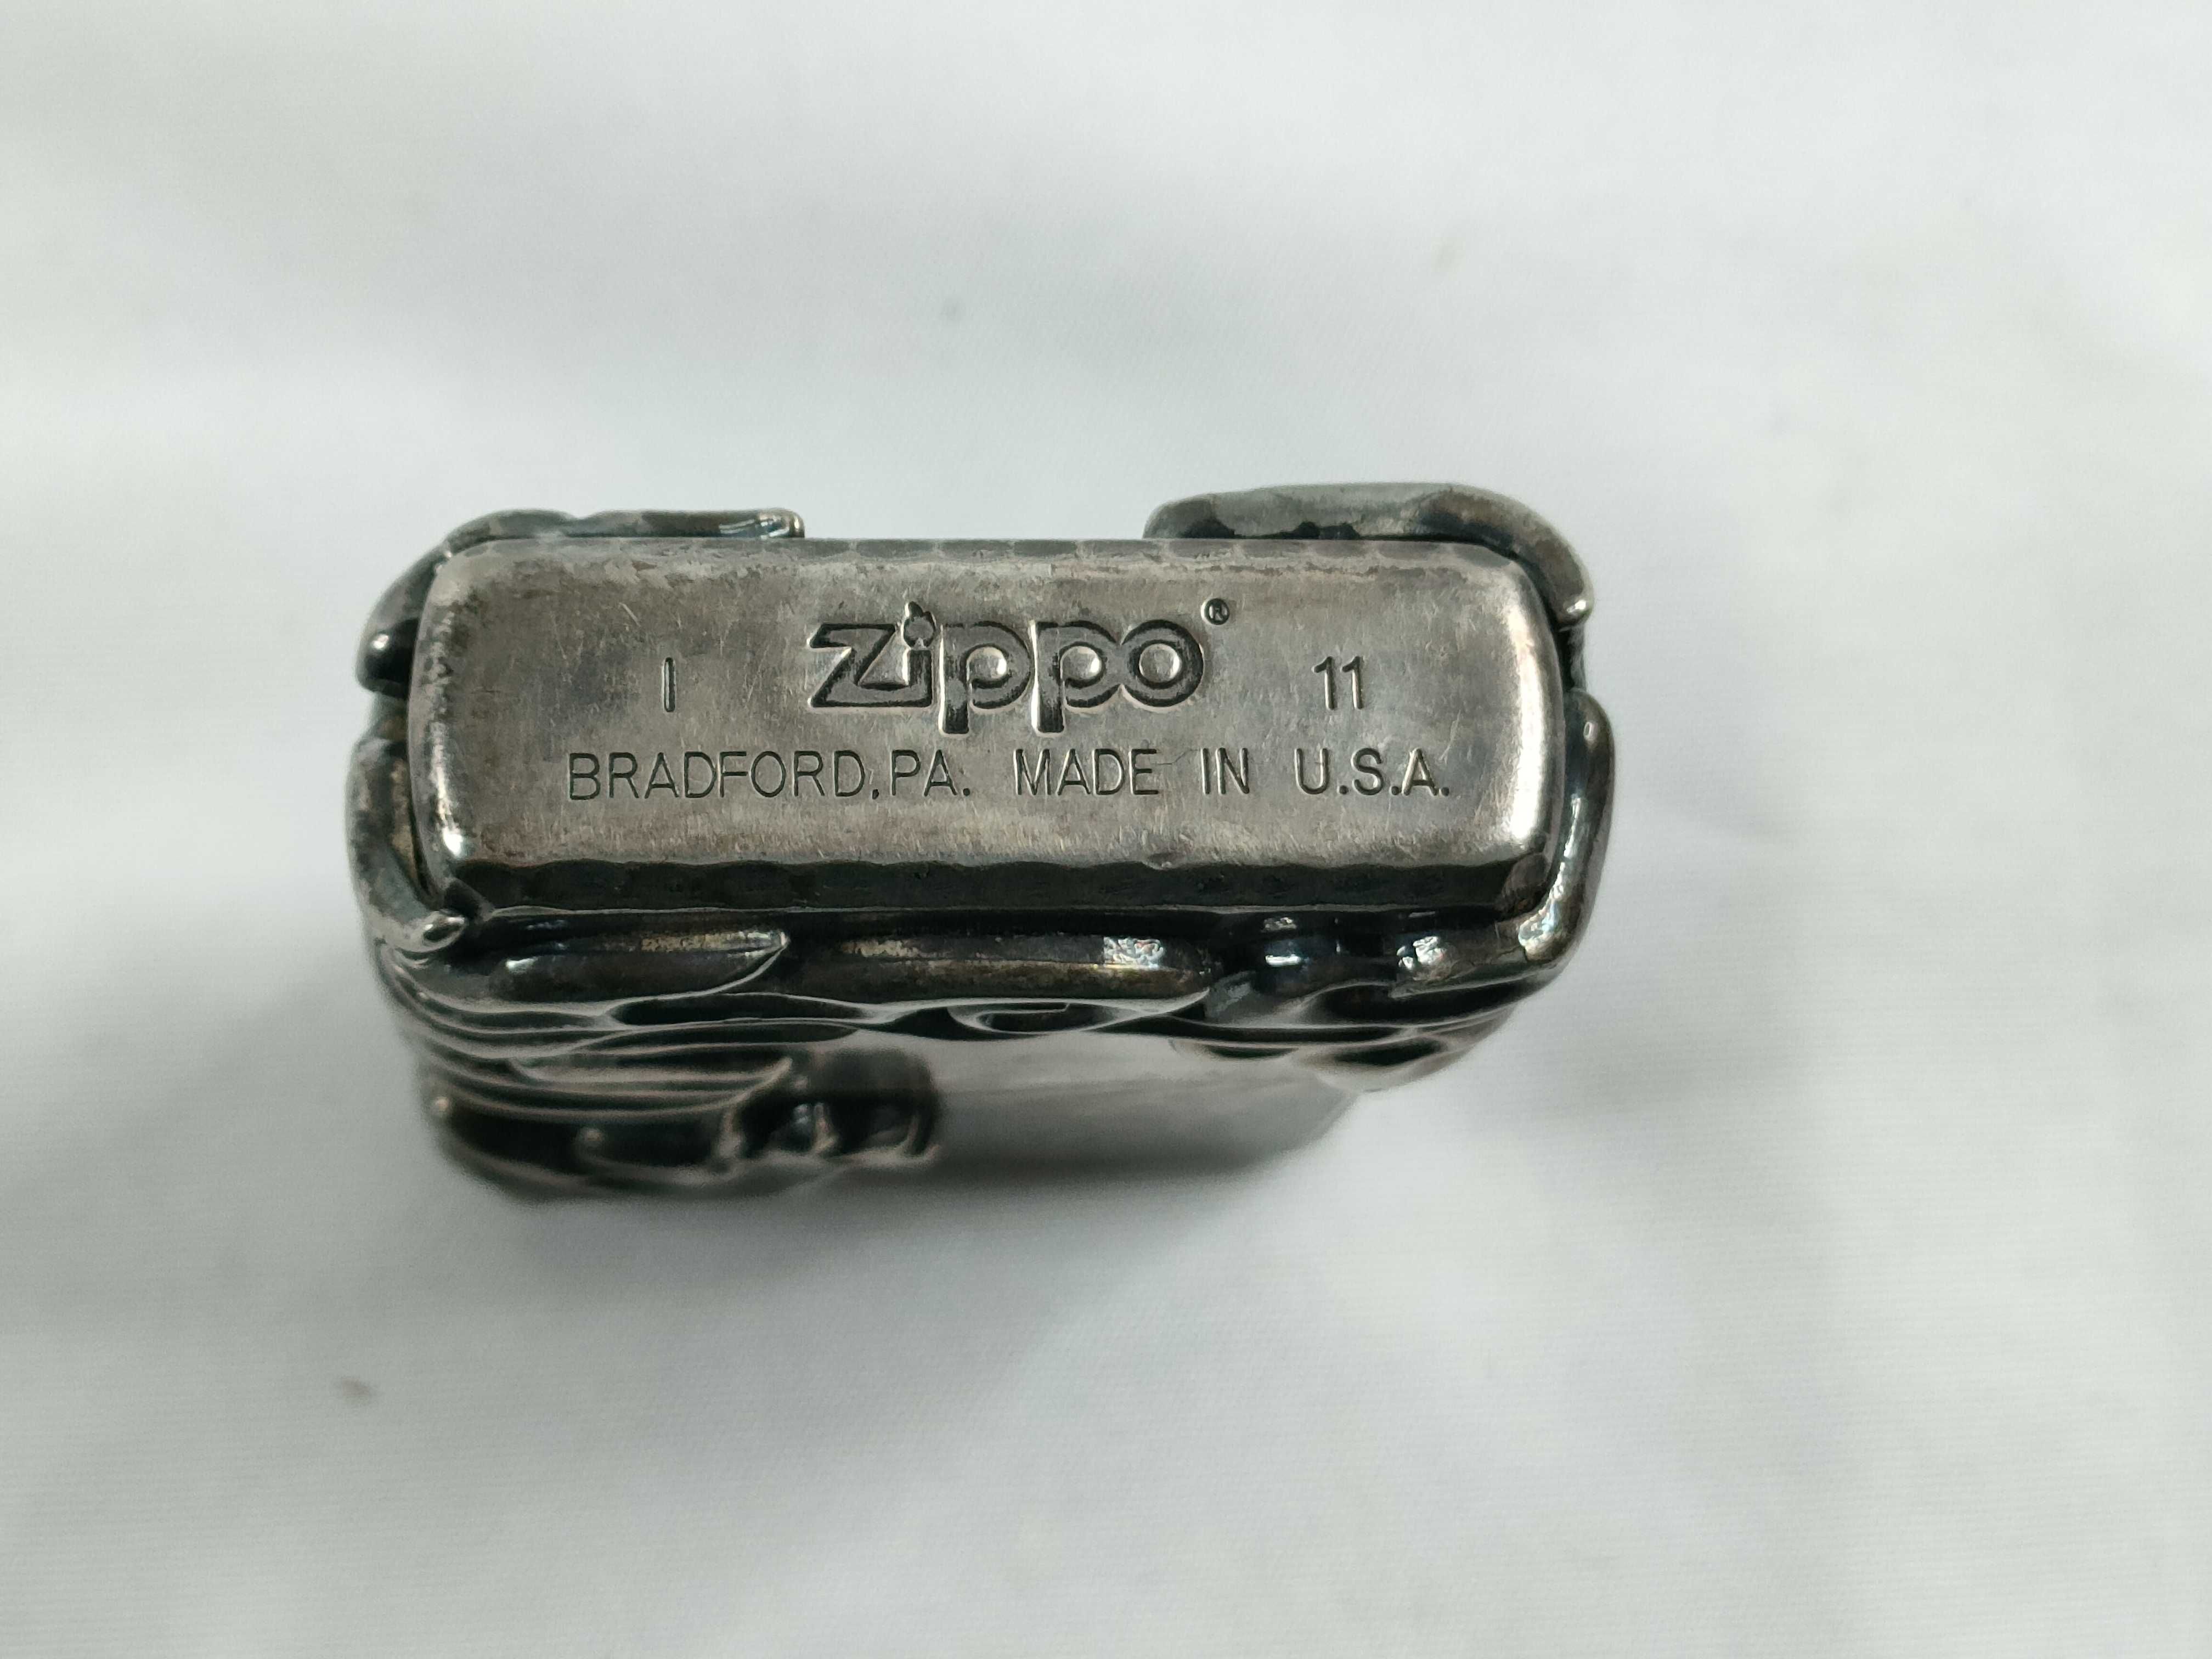 I zippo® 11
BRADFORD, PA. MADE IN U.S.A.